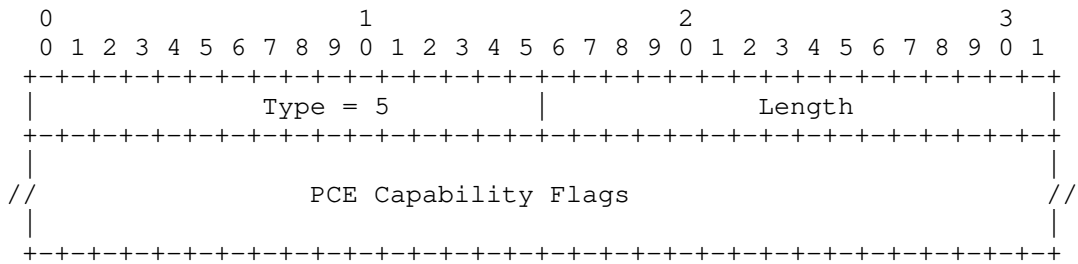 0                   1                   2                   3
 0 1 2 3 4 5 6 7 8 9 0 1 2 3 4 5 6 7 8 9 0 1 2 3 4 5 6 7 8 9 0 1
+-+-+-+-+-+-+-+-+-+-+-+-+-+-+-+-+-+-+-+-+-+-+-+-+-+-+-+-+-+-+-+-+
|              Type = 5         |             Length            |
+-+-+-+-+-+-+-+-+-+-+-+-+-+-+-+-+-+-+-+-+-+-+-+-+-+-+-+-+-+-+-+-+
|                                                               |
//                 PCE Capability Flags                          //
|                                                               |
+-+-+-+-+-+-+-+-+-+-+-+-+-+-+-+-+-+-+-+-+-+-+-+-+-+-+-+-+-+-+-+-+